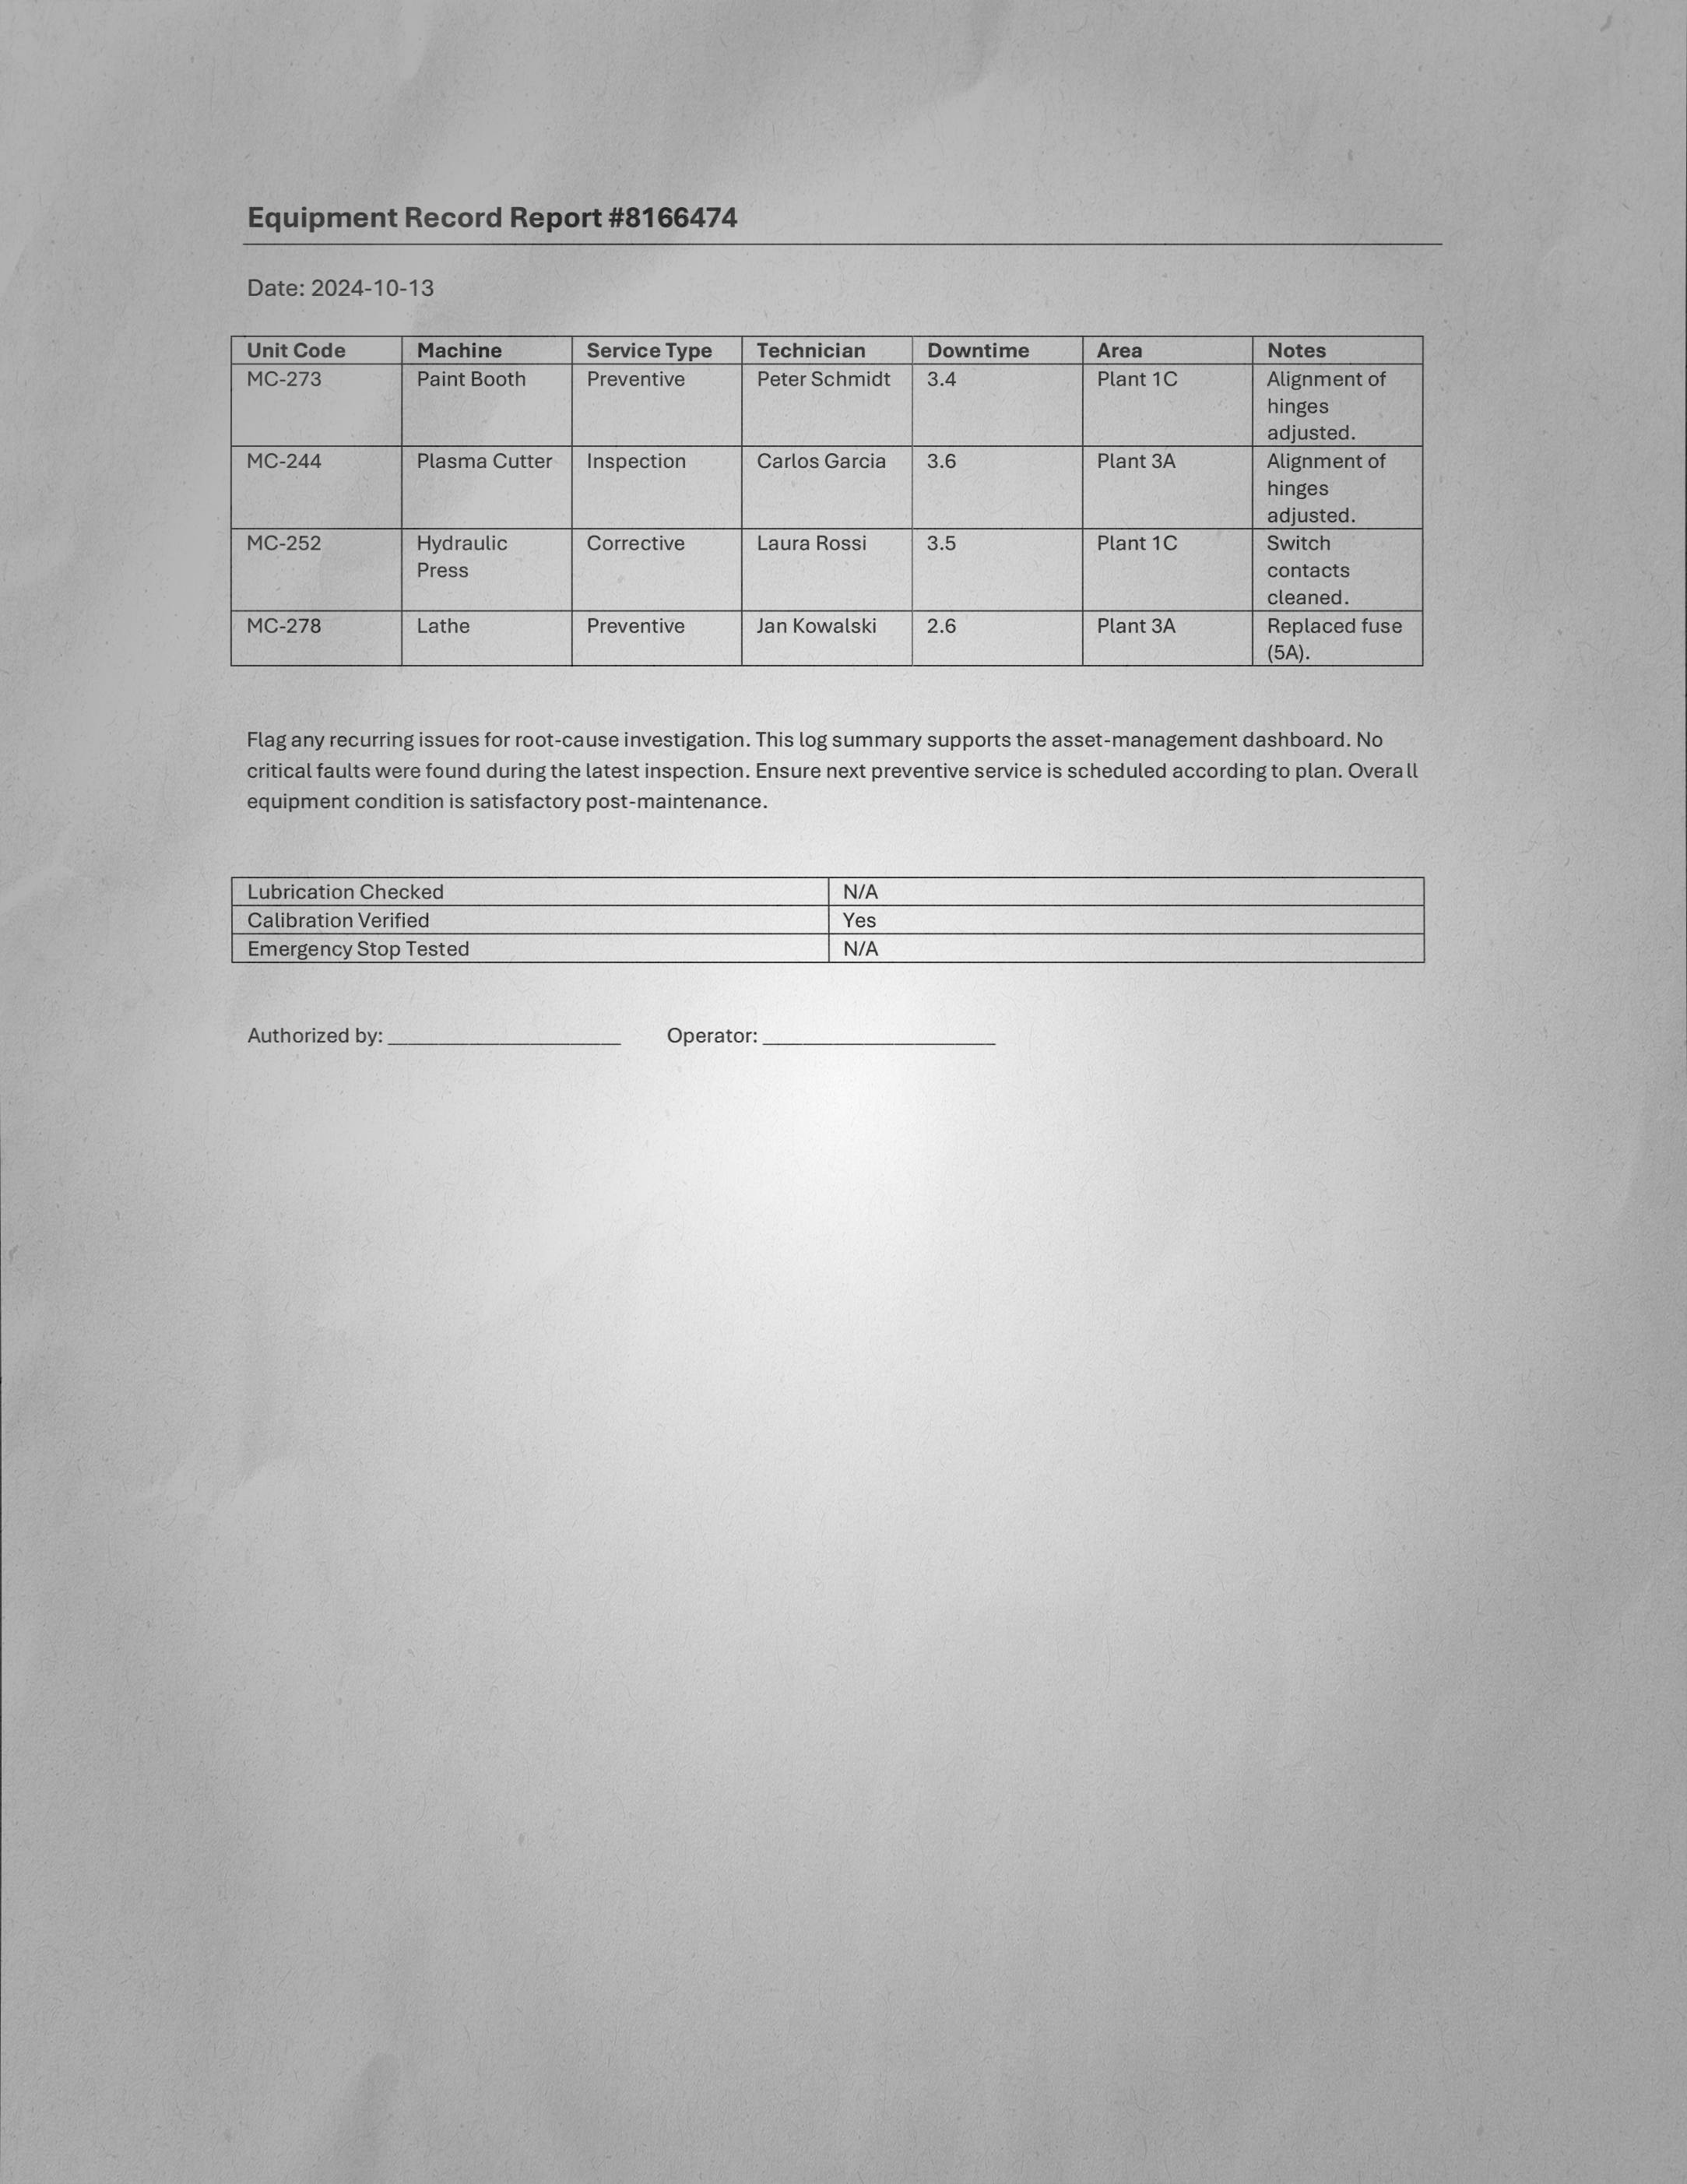 Equipment Record Report #8166474
Date: 2024-10-13
Unit Code Machine Service Type Technician Downtime Area Notes
MC-273 Paint Booth Preventive Peter Schmidt 3.4 Plant 1C Alignment of
hinges
adjusted.
MC-244 Plasma Cutter Inspection Carlos Garcia 3.6 Plant 3A Alignment of
hinges
adjusted.
MC-252 Hydraulic Corrective Laura Rossi 3.5 Plant 1C Switch
Press contacts
cleaned.
MC-278 Lathe Preventive Jan Kowalski 2.6 Plant 3A Replaced fuse
(5A).
Flag any recurring issues for root-cause investigation. This log summary supports the asset-management dashboard. No
critical faults were found during the latest inspection. Ensure next preventive service is scheduled according to plan. Overall
equipment condition is satisfactory post-maintenance.
Lubrication Checked N/A
Calibration Verified Yes
Emergency Stop Tested N/A
Authorized by: ____________________ Operator: ____________________